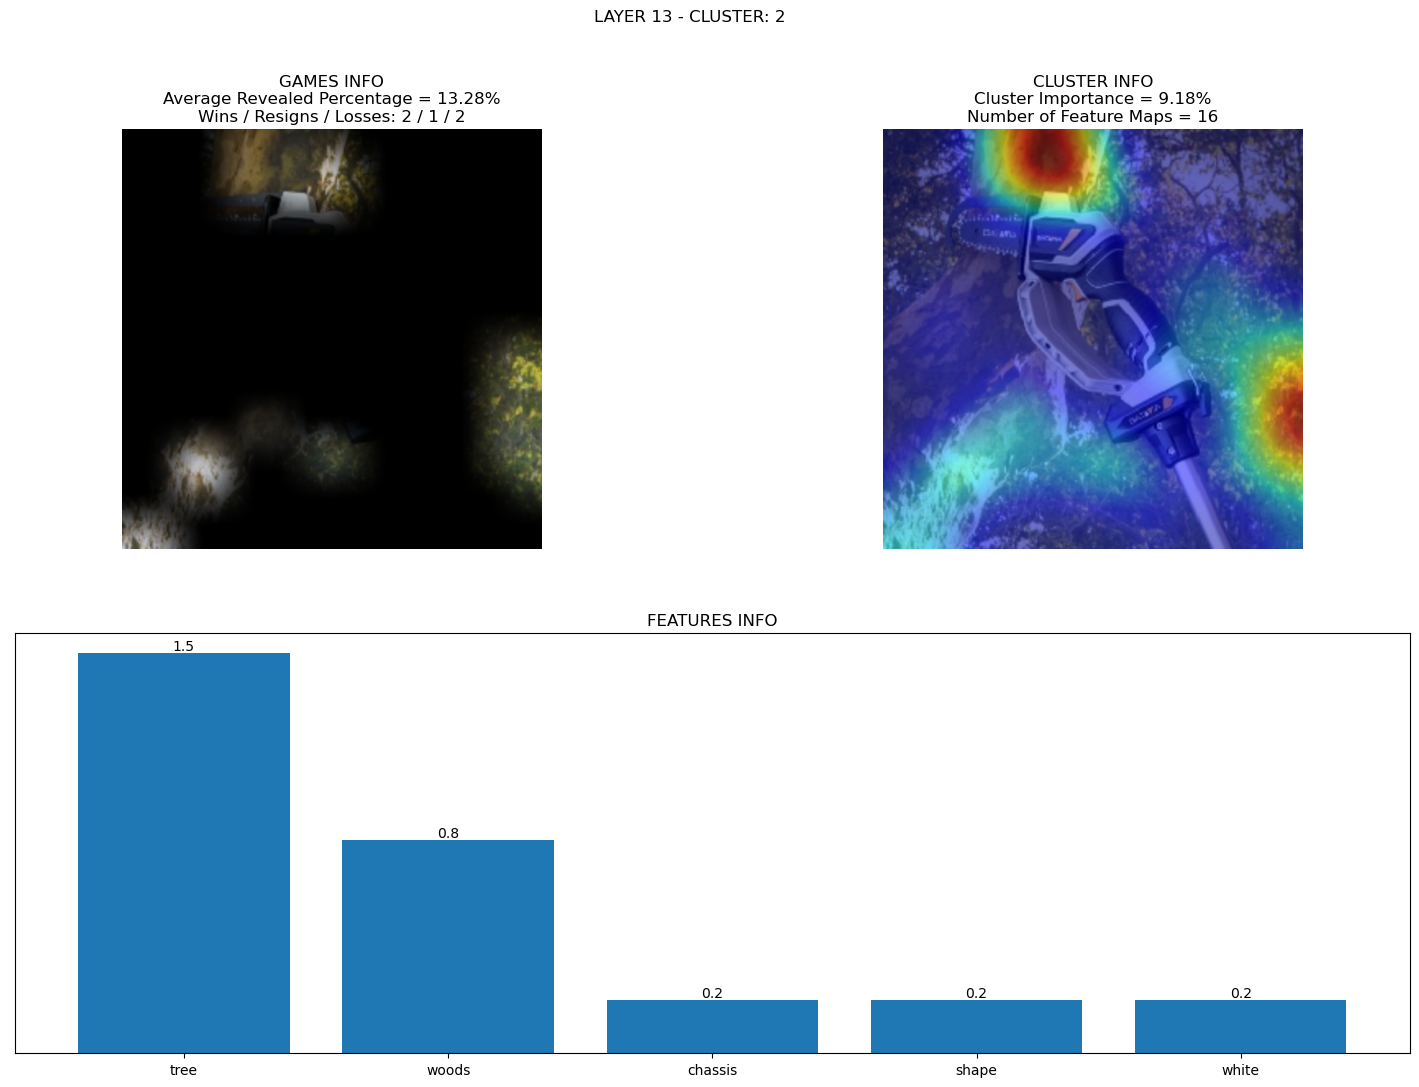 LAYER 13 - CLUSTER: 2
GAMES INFO
Average Revealed Percentage = 13.28%
Wins / Resigns / Losses: 2 / 1 / 2
CLUSTER INFO
Cluster Importance = 9.18%
Number of Feature Maps = 16
FEATURES INFO
1.5
0.8
0.2
0.2
0.2
tree
woods
chassis
shape
white